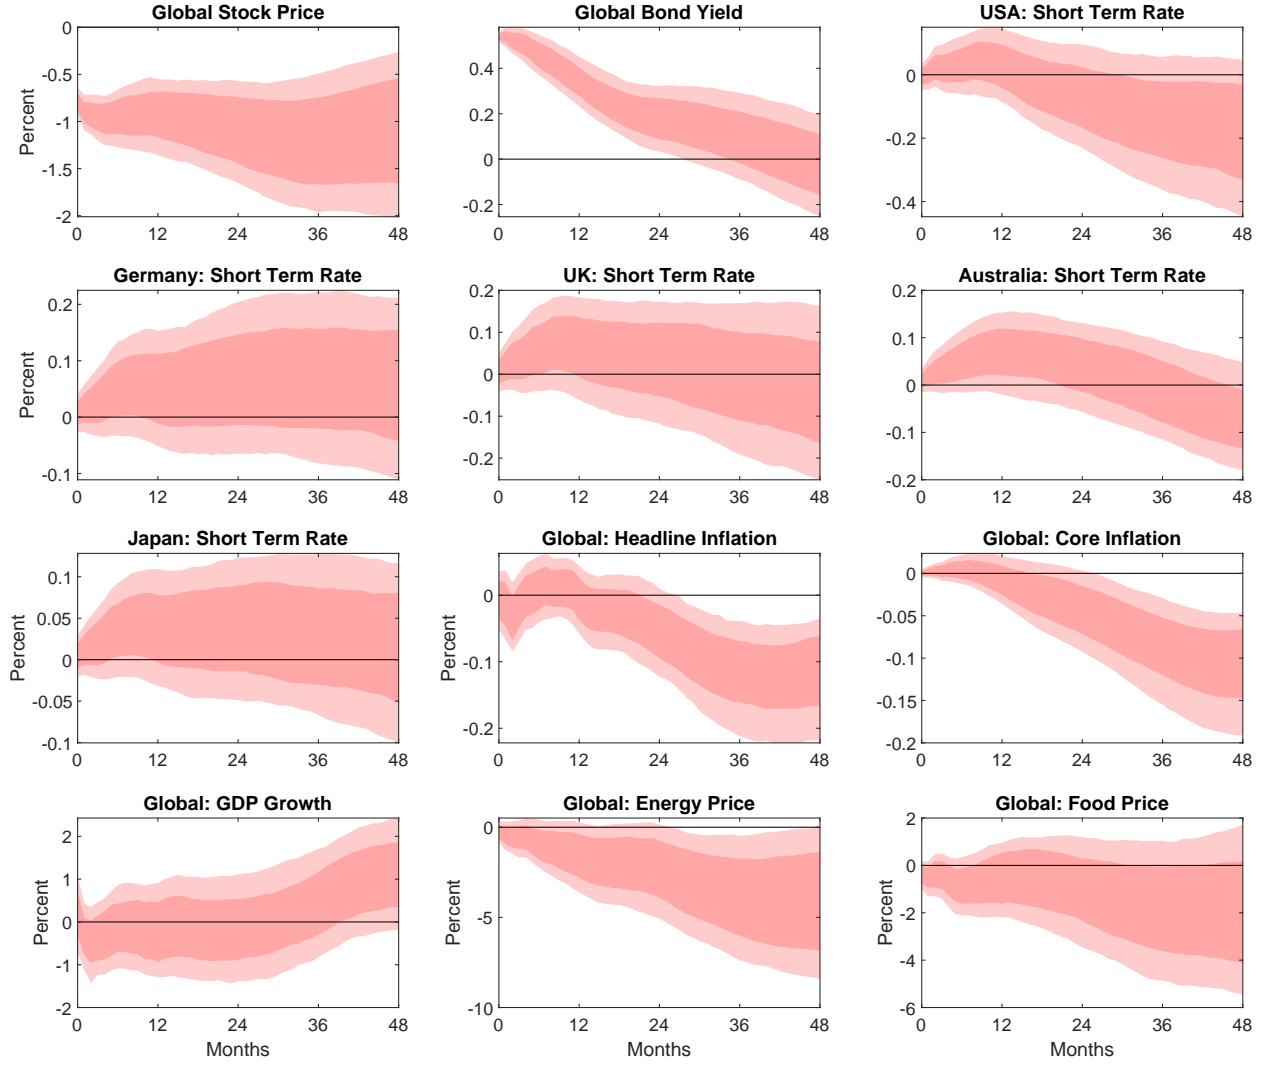 Global Stock Price
Percent
0
-0.5
-1
-1.5
-2
0 12 24 36 48
Global Bond Yield
0.4
0.2
0
-0.2
0 12 24 36 48
USA: Short Term Rate
0
-0.2
-0.4
0 12 24 36 48
Germany: Short Term Rate
Percent
0.2
0.1
0
-0.1
0 12 24 36 48
UK: Short Term Rate
0.2
0.1
0
-0.1
-0.2
0 12 24 36 48
Australia: Short Term Rate
0.2
0.1
0
-0.1
-0.2
0 12 24 36 48
Japan: Short Term Rate
Percent
0.1
0.05
0
-0.05
-0.1
0 12 24 36 48
Global: Headline Inflation
Percent
0
-0.1
-0.2
0 12 24 36 48
Global: Core Inflation
Percent
0
-0.05
-0.1
-0.15
-0.2
0 12 24 36 48
Global: GDP Growth
Percent
2
1
0
-1
-2
0 12 24 36 48
Months
Global: Energy Price
Percent
0
-5
-10
0 12 24 36 48
Months
Global: Food Price
Percent
2
0
-2
-4
-6
0 12 24 36 48
Months